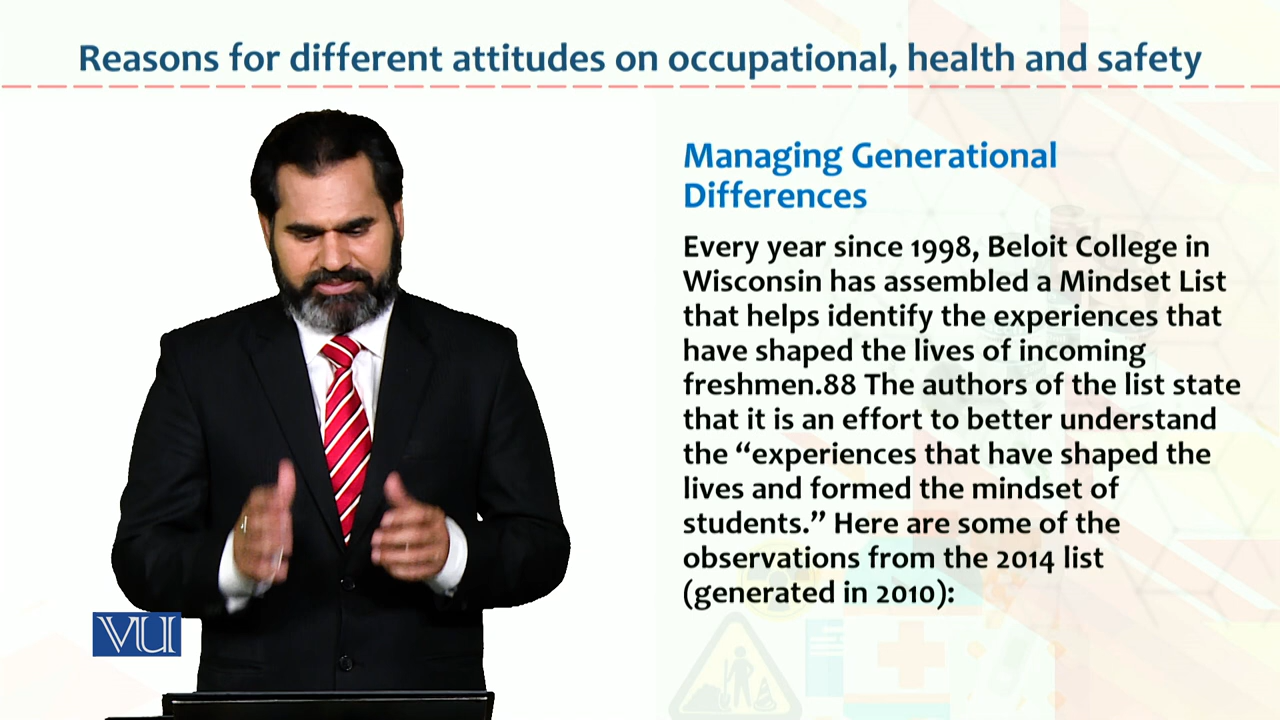 Reasons for different attitudes on occupational, health and safety
Managing Generational
Differences
Every year since 1998, Beloit College in
Wisconsin has assembled a Mindset List
that helps identify the experiences that
have shaped the lives of incoming
freshmen.88 The authors of the list state
that it is an effort to better understand
the “experiences that have shaped the
lives and formed the mindset of
students.” Here are some of the
observations from the 2014 list
(generated in 2010):
VU